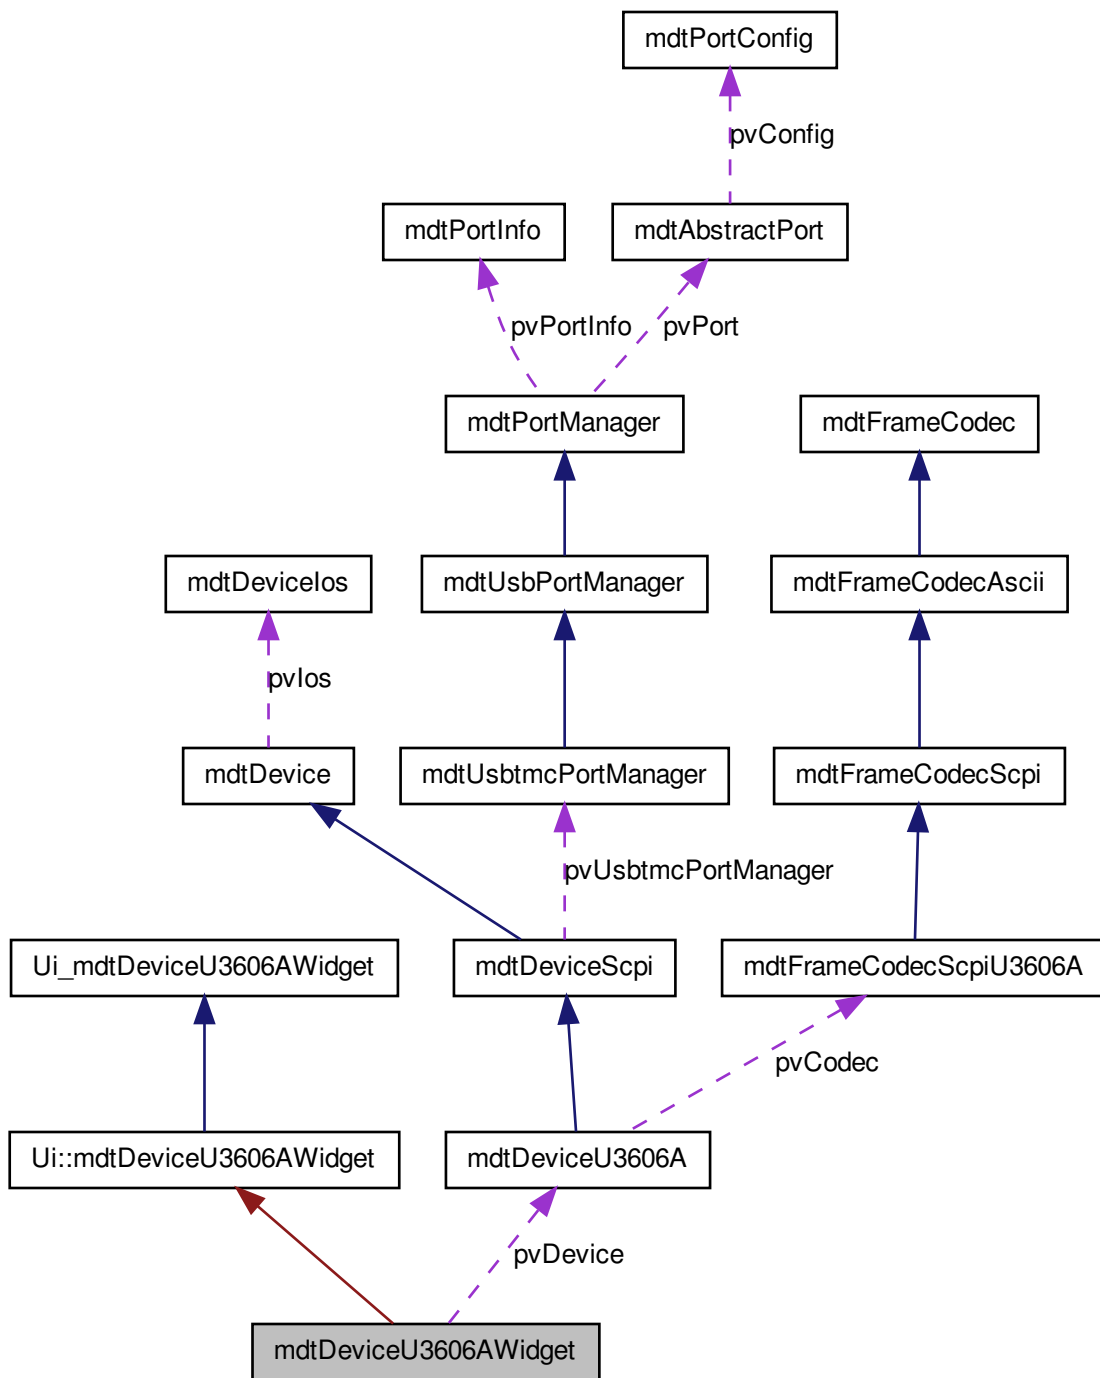 mdtPortConfig
pvConfig
mdtPortInfo
mdtAbstractPort
pvPortInfo
pvPort
mdtPortManager
mdtFrameCodec
mdtDeviceIos
mdtUsbPortManager
mdtFrameCodecAscii
pvIos
mdtDevice
mdtUsbtmcPortManager
mdtFrameCodecScpi
pvUsbtmcPortManager
Ui_mdtDeviceU3606AWidget
mdtDeviceScpi
mdtFrameCodecScpiU3606A
pvCodec
Ui::mdtDeviceU3606AWidget
mdtDeviceU3606A
pvDevice
mdtDeviceU3606AWidget